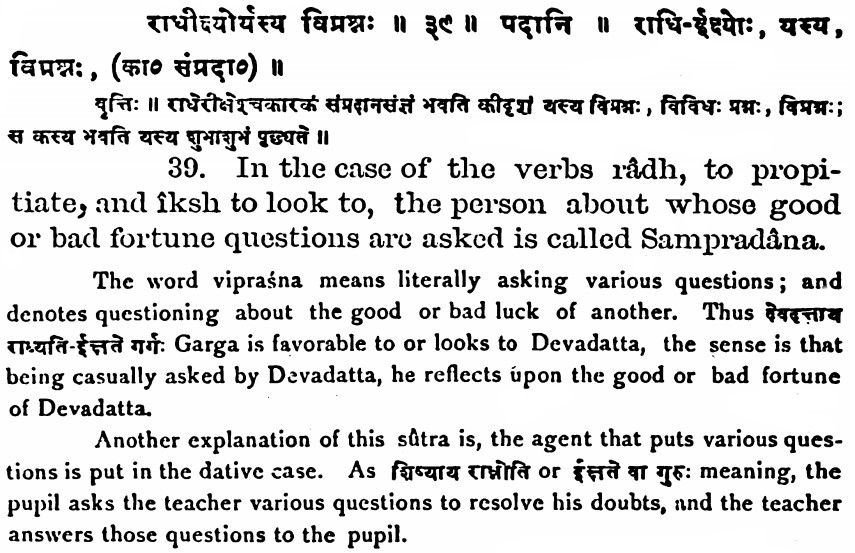 राधीक्ष्योर्यस्य विप्रश्नः ॥ ३९ ॥ पदानि ॥ राधि-ईक्ष्योः, यस्य,
विप्रश्नः, (का० संप्रदा०) ॥
वृत्तिः ॥ राधेरीक्षेश्चकारकं संप्रदानसंज्ञं भवति कीदृशं यस्य विप्रश्नः, विविधः प्रश्नः, विप्रश्नः;
स कस्य भवति यस्य शुभाशुभं पृच्छ्यते ॥
39. In the case of the verbs râdh, to propi-
tiate, and îksh to look to, the person about whose good
or bad fortune questions are asked is called Sampradâna.
The word vipraśna means literally asking various questions; and
denotes questioning about the good or bad luck of another. Thus देवदत्ताय
राध्यति-ईक्षते गर्गः Garga is favorable to or looks to Devadatta, the sense is that
being casually asked by Devadatta, he reflects úpon the good or bad fortune
of Devadatta.
Another explanation of this sûtra is, the agent that puts various ques-
tions is put in the dative case. As शिष्याय राध्नोति or ईक्षते वा गुरुः meaning, the
pupil asks the teacher various questions to resolve his doubts, and the teacher
answers those questions to the pupil.